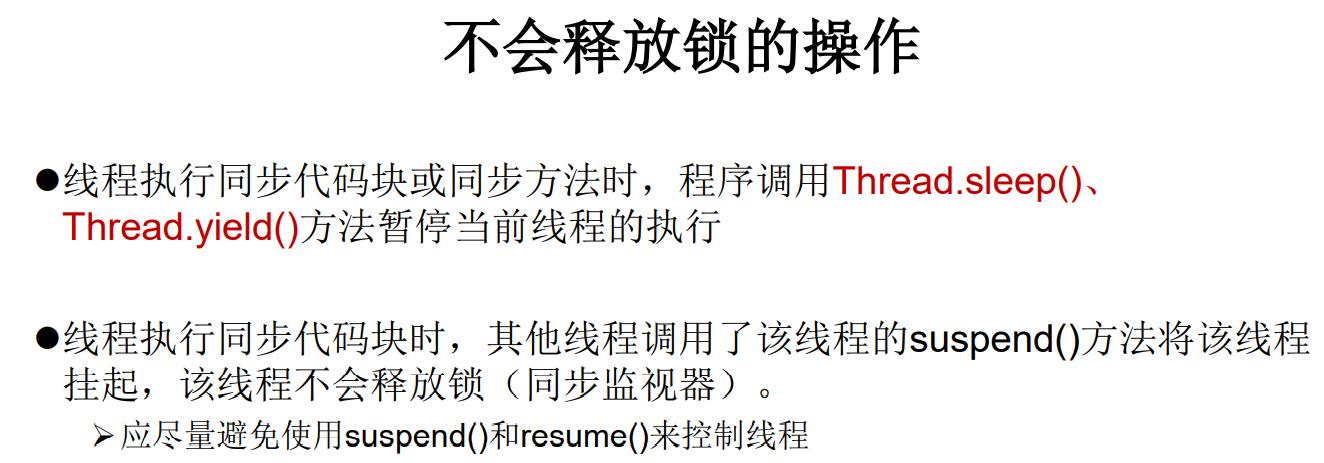 不会释放锁的操作
●线程执行同步代码块或同步方法时，程序调用Thread.sleep()、
Thread.yield()方法暂停当前线程的执行
●线程执行同步代码块时，其他线程调用了该线程的suspend()方法将该线程
挂起，该线程不会释放锁（同步监视器）。
➢应尽量避免使用suspend()和resume()来控制线程